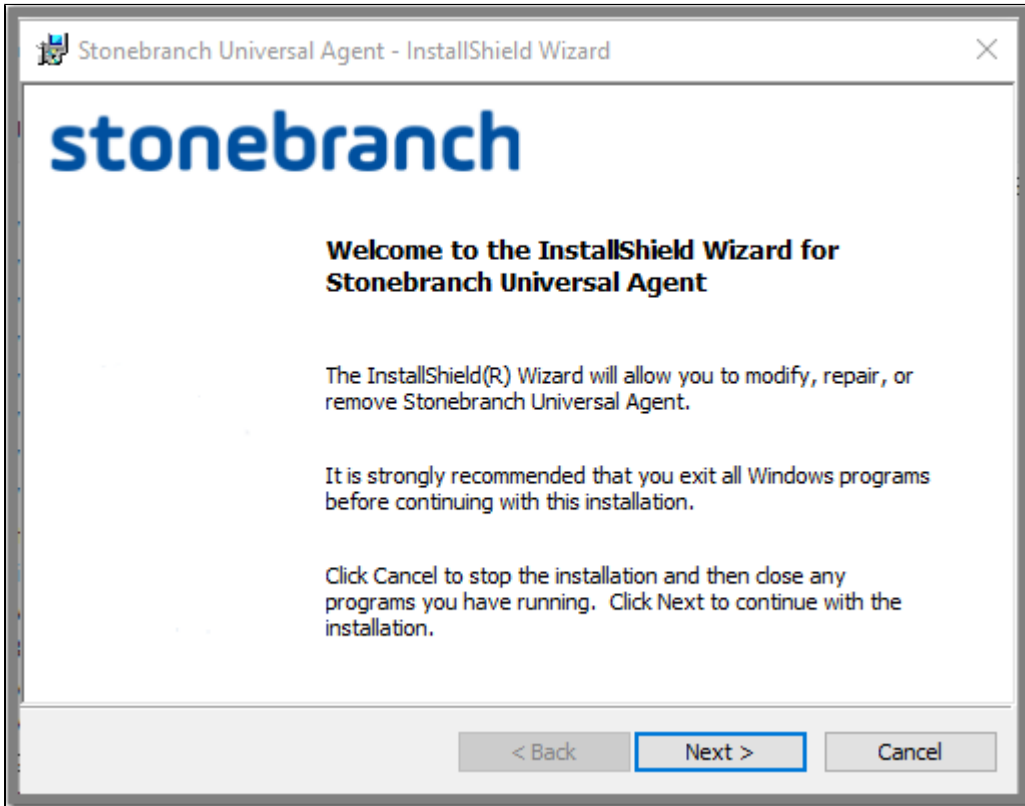 Stonebranch Universal Agent - InstallShield Wizard
stonebranch
Welcome to the InstallShield Wizard for
Stonebranch Universal Agent
The InstallShield(R) Wizard will allow you to modify, repair, or
remove Stonebranch Universal Agent.
It is strongly recommended that you exit all Windows programs
before continuing with this installation.
Click Cancel to stop the installation and then close any
programs you have running.  Click Next to continue with the
installation.
< Back Next > Cancel